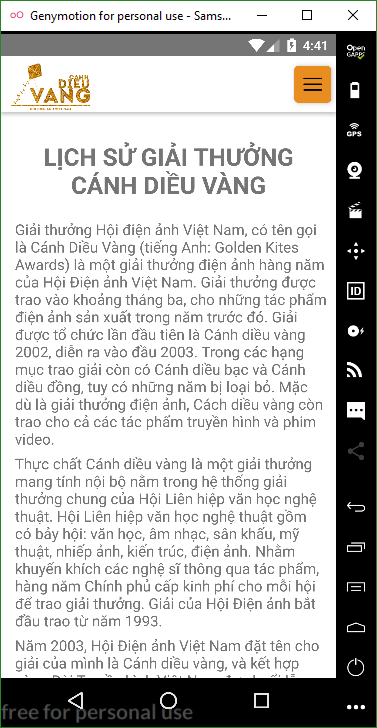 Genymotion for personal use - Sams...
4:41
Open
GAPPS
CÁNH
DIỀU
VÀNG
GPS
ID
LỊCH SỬ GIẢI THƯỞNG
CÁNH DIỀU VÀNG
Giải thưởng Hội điện ảnh Việt Nam, có tên gọi
là Cánh Diều Vàng (tiếng Anh: Golden Kites
Awards) là một giải thưởng điện ảnh hàng năm
của Hội Điện ảnh Việt Nam. Giải thưởng được
trao vào khoảng tháng ba, cho những tác phẩm
điện ảnh sản xuất trong năm trước đó. Giải
được tổ chức lần đầu tiên là Cánh diều vàng
2002, diễn ra vào đầu 2003. Trong các hạng
mục trao giải còn có Cánh diều bạc và Cánh
diều đồng, tuy có những năm bị loại bỏ. Mặc
dù là giải thưởng điện ảnh, Cách diều vàng còn
trao cho cả các tác phẩm truyền hình và phim
video.
Thực chất Cánh diều vàng là một giải thưởng
mang tính nội bộ nằm trong hệ thống giải
thưởng chung của Hội Liên hiệp văn học nghệ
thuật. Hội Liên hiệp văn học nghệ thuật gồm
có bảy hội: văn học, âm nhạc, sân khấu, mỹ
thuật, nhiếp ảnh, kiến trúc, điện ảnh. Nhằm
khuyến khích các nghệ sĩ thông qua tác phẩm,
hàng năm Chính phủ cấp kinh phí cho mỗi hội
để trao giải thưởng. Giải của Hội Điện ảnh bắt
đầu trao từ năm 1993.
Năm 2003, Hội Điện ảnh Việt Nam đặt tên cho
giải của mình là Cánh diều vàng, và kết hợp
free for personal use